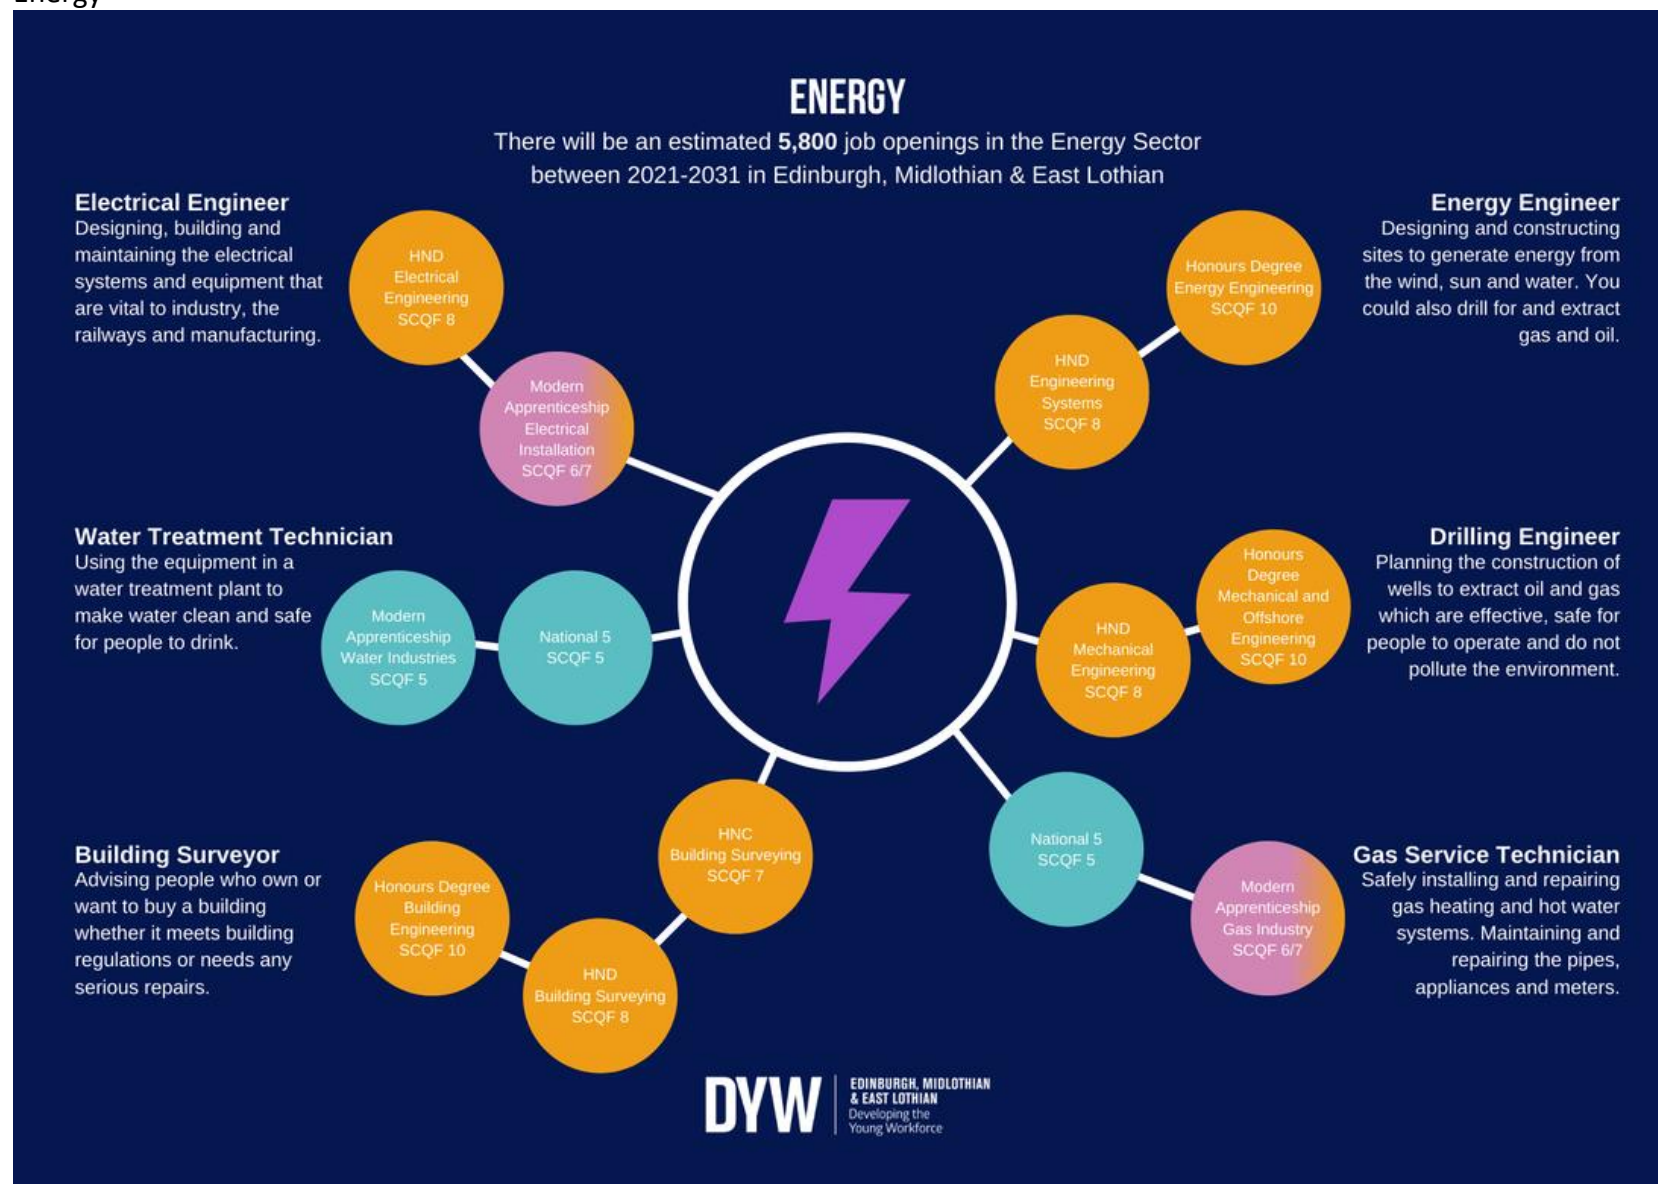 Energy
ENERGY
There will be an estimated 5,800 job openings in the Energy Sector
between 2021-2031 in Edinburgh, Midlothian & East Lothian
Electrical Engineer
Designing, building and
maintaining the electrical
systems and equipment that
are vital to industry, the
railways and manufacturing.
HND
Electrical
Engineering
SCQF 8
Modern
Apprenticeship
Electrical
Installation
SCQF 6/7
Energy Engineer
Designing and constructing
sites to generate energy from
the wind, sun and water. You
could also drill for and extract
gas and oil.
Honours Degree
Energy Engineering
SCQF 10
HND
Engineering
Systems
SCQF 8
Water Treatment Technician
Using the equipment in a
water treatment plant to
make water clean and safe
for people to drink.
Modern
Apprenticeship
Water Industries
SCQF 5
National 5
SCQF 5
Drilling Engineer
Planning the construction of
wells to extract oil and gas
which are effective, safe for
people to operate and do not
pollute the environment.
Honours
Degree
Mechanical and
Offshore
Engineering
SCQF 10
HND
Mechanical
Engineering
SCQF 8
Building Surveyor
Advising people who own or
want to buy a building
whether it meets building
regulations or needs any
serious repairs.
Honours Degree
Building
Engineering
SCQF 10
HND
Building Surveying
SCQF 8
HNC
Building Surveying
SCQF 7
National 5
SCQF 5
Modern
Apprenticeship
Gas Industry
SCQF 6/7
Gas Service Technician
Safely installing and repairing
gas heating and hot water
systems. Maintaining and
repairing the pipes,
appliances and meters.
DYW
EDINBURGH, MIDLOTHIAN
& EAST LOTHIAN
Developing the
Young Workforce